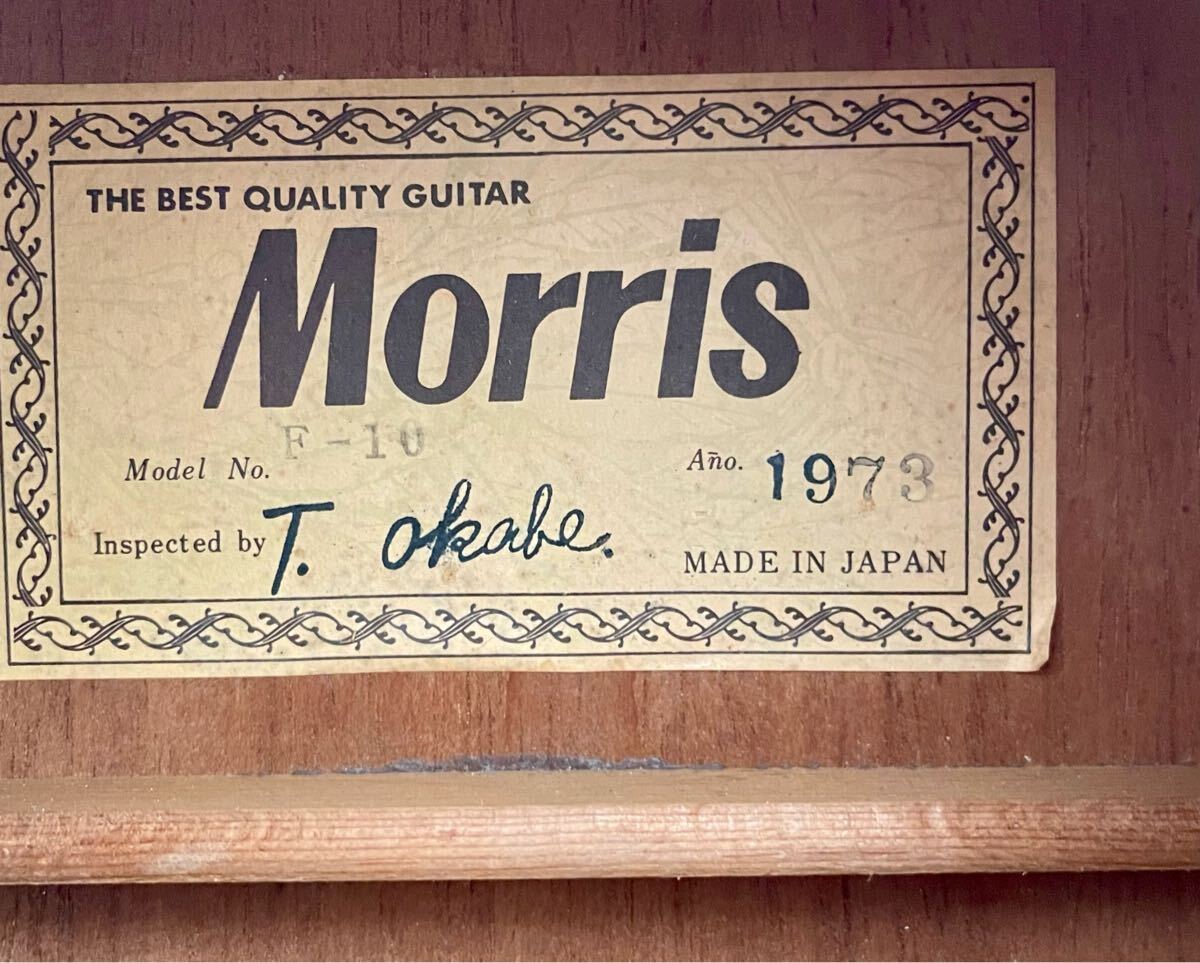 THE BEST QUALITY GUITAR
Morris
Model No. F-10
Año. 1973
Inspected by T. Okabe.
MADE IN JAPAN